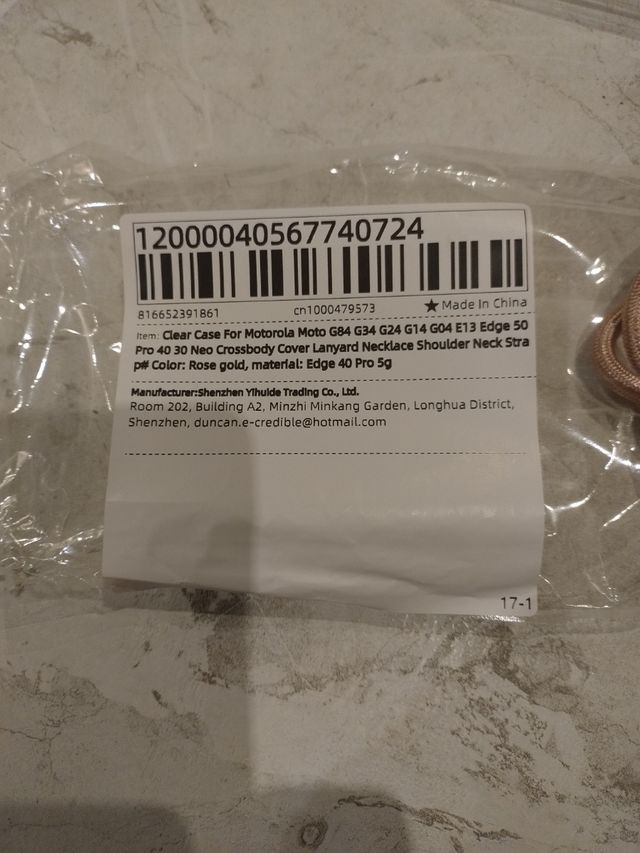 12000040567740724
816652391861 cn1000479573 ★ Made In China
Item: Clear Case For Motorola Moto G84 G34 G24 G14 G04 E13 Edge 50
Pro 40 30 Neo Crossbody Cover Lanyard Necklace Shoulder Neck Stra
p# Color: Rose gold, material: Edge 40 Pro 5g
Manufacturer:Shenzhen Yihuide Trading Co., Ltd.
Room 202, Building A2, Minzhi Minkang Garden, Longhua District,
Shenzhen, duncan.e-credible@hotmail.com
17-1